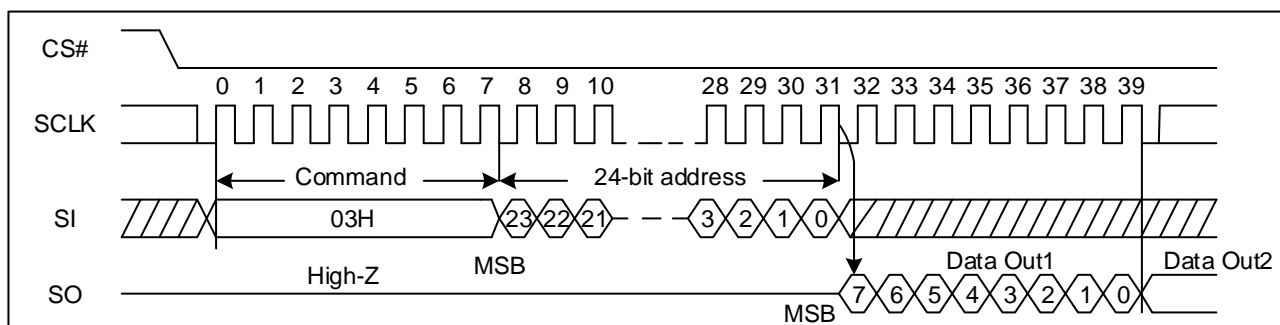 CS#
0 1 2 3 4 5 6 7 8 9 10 28 29 30 31 32 33 34 35 36 37 38 39
SCLK
Command 24-bit address
SI 03H 23 22 21 3 2 1 0
High-Z MSB Data Out1 Data Out2
SO 7 6 5 4 3 2 1 0
MSB